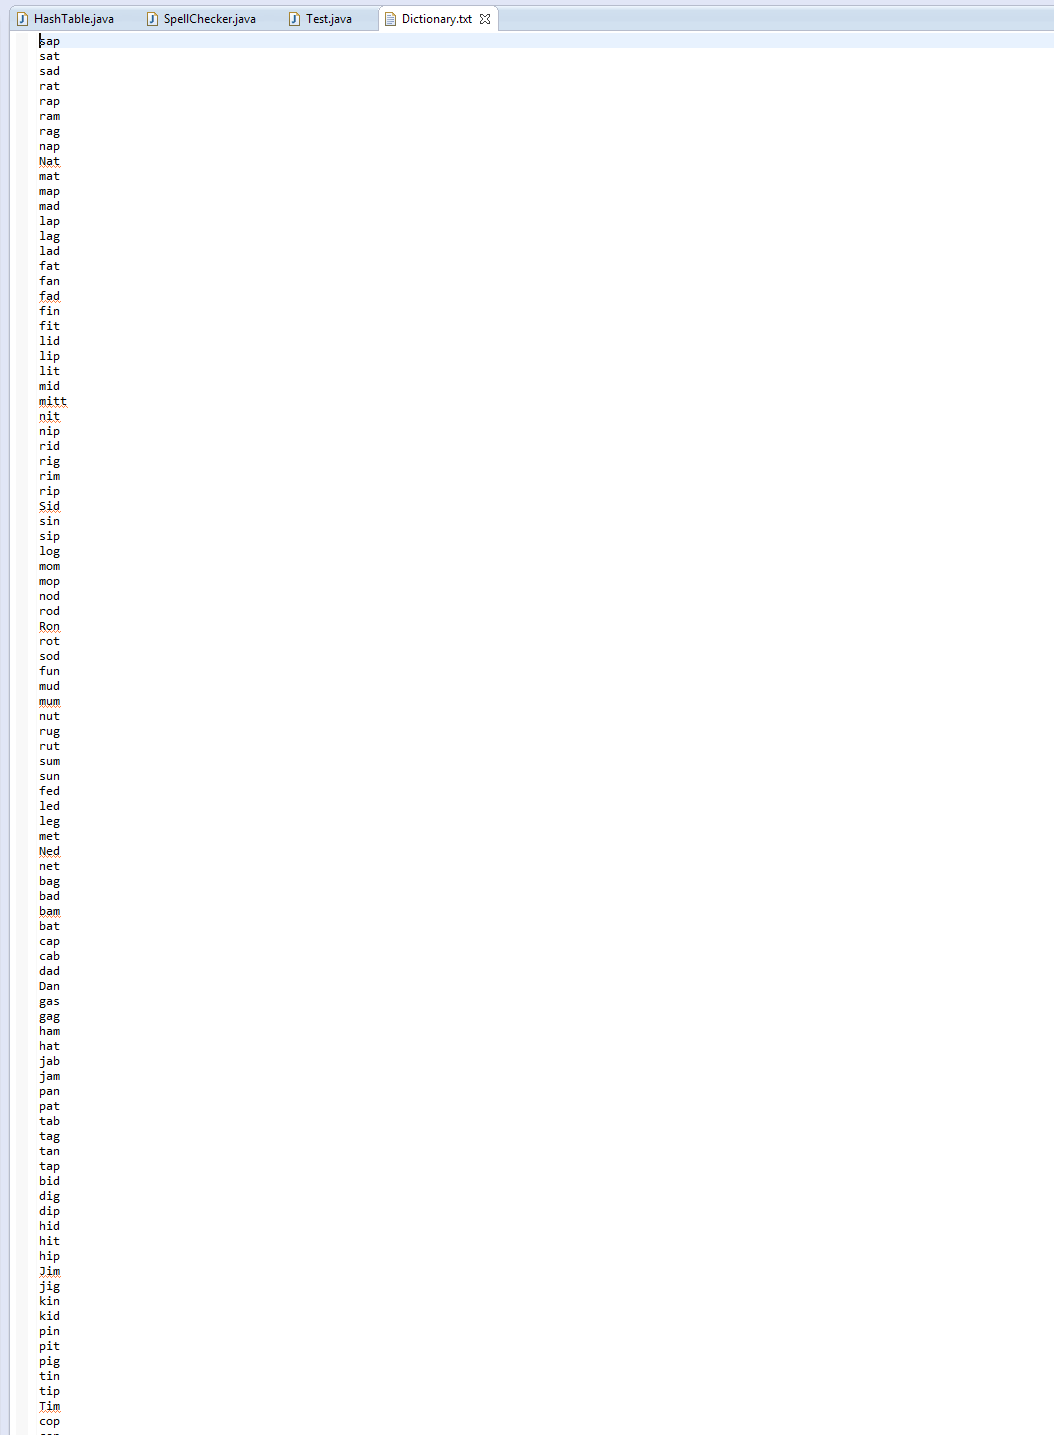 HashTable.java SpellChecker.java Test.java Dictionary.txt
sap
sat
sad
rat
rap
ram
rag
nap
Nat
mat
map
mad
lap
lag
lad
fat
fan
fad
fin
fit
lid
lip
lit
mid
mitt
nit
nip
rid
rig
rim
rip
Sid
sin
sip
log
mom
mop
nod
rod
Ron
rot
sod
fun
mud
mum
nut
rug
rut
sum
sun
fed
led
leg
met
Ned
net
bag
bad
bam
bat
cap
cab
dad
Dan
gas
gag
ham
hat
jab
jam
pan
pat
tab
tag
tan
tap
bid
dig
dip
hid
hit
hip
Jim
jig
kin
kid
pin
pit
pig
tin
tip
Tim
cop